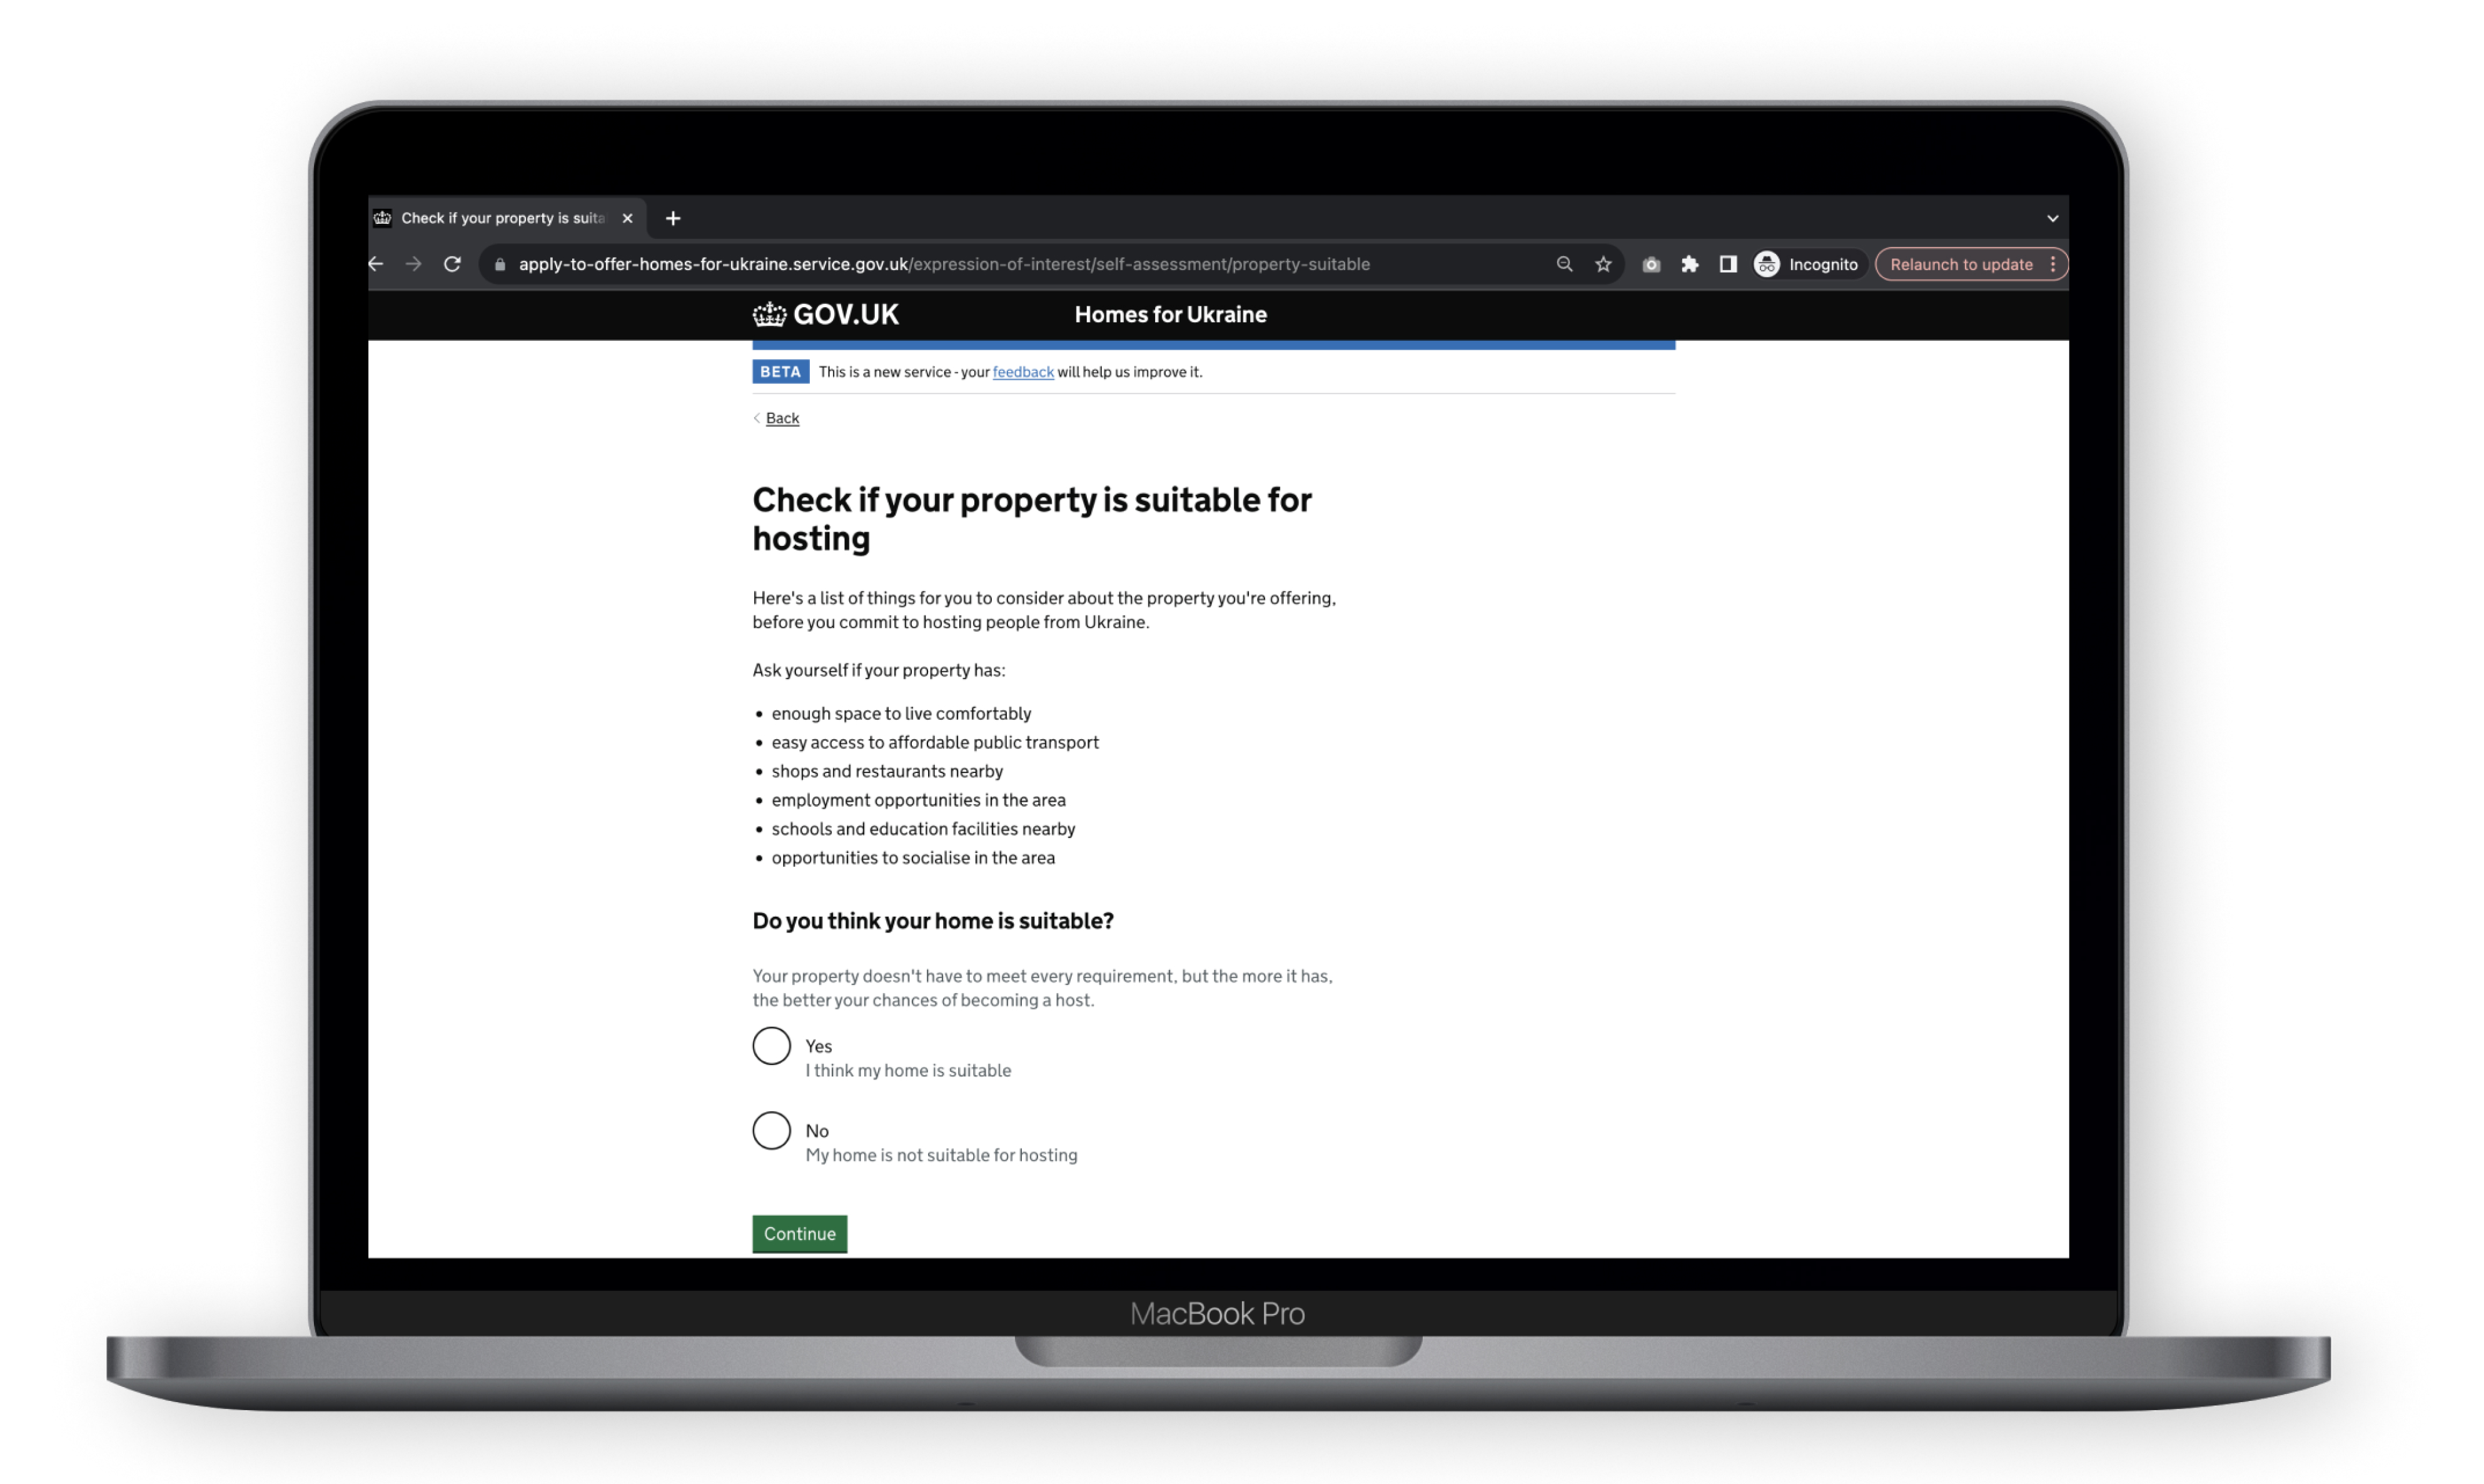 Check if your property is suita
apply-to-offer-homes-for-ukraine.service.gov.uk/expression-of-interest/self-assessment/property-suitable
Incognito
Relaunch to update
GOV.UK
Homes for Ukraine
BETA This is a new service - your feedback will help us improve it.
Back
Check if your property is suitable for
hosting
Here's a list of things for you to consider about the property you're offering,
before you commit to hosting people from Ukraine.
Ask yourself if your property has:
• enough space to live comfortably
• easy access to affordable public transport
• shops and restaurants nearby
• employment opportunities in the area
• schools and education facilities nearby
• opportunities to socialise in the area
Do you think your home is suitable?
Your property doesn't have to meet every requirement, but the more it has,
the better your chances of becoming a host.
Yes
I think my home is suitable
No
My home is not suitable for hosting
Continue
MacBook Pro